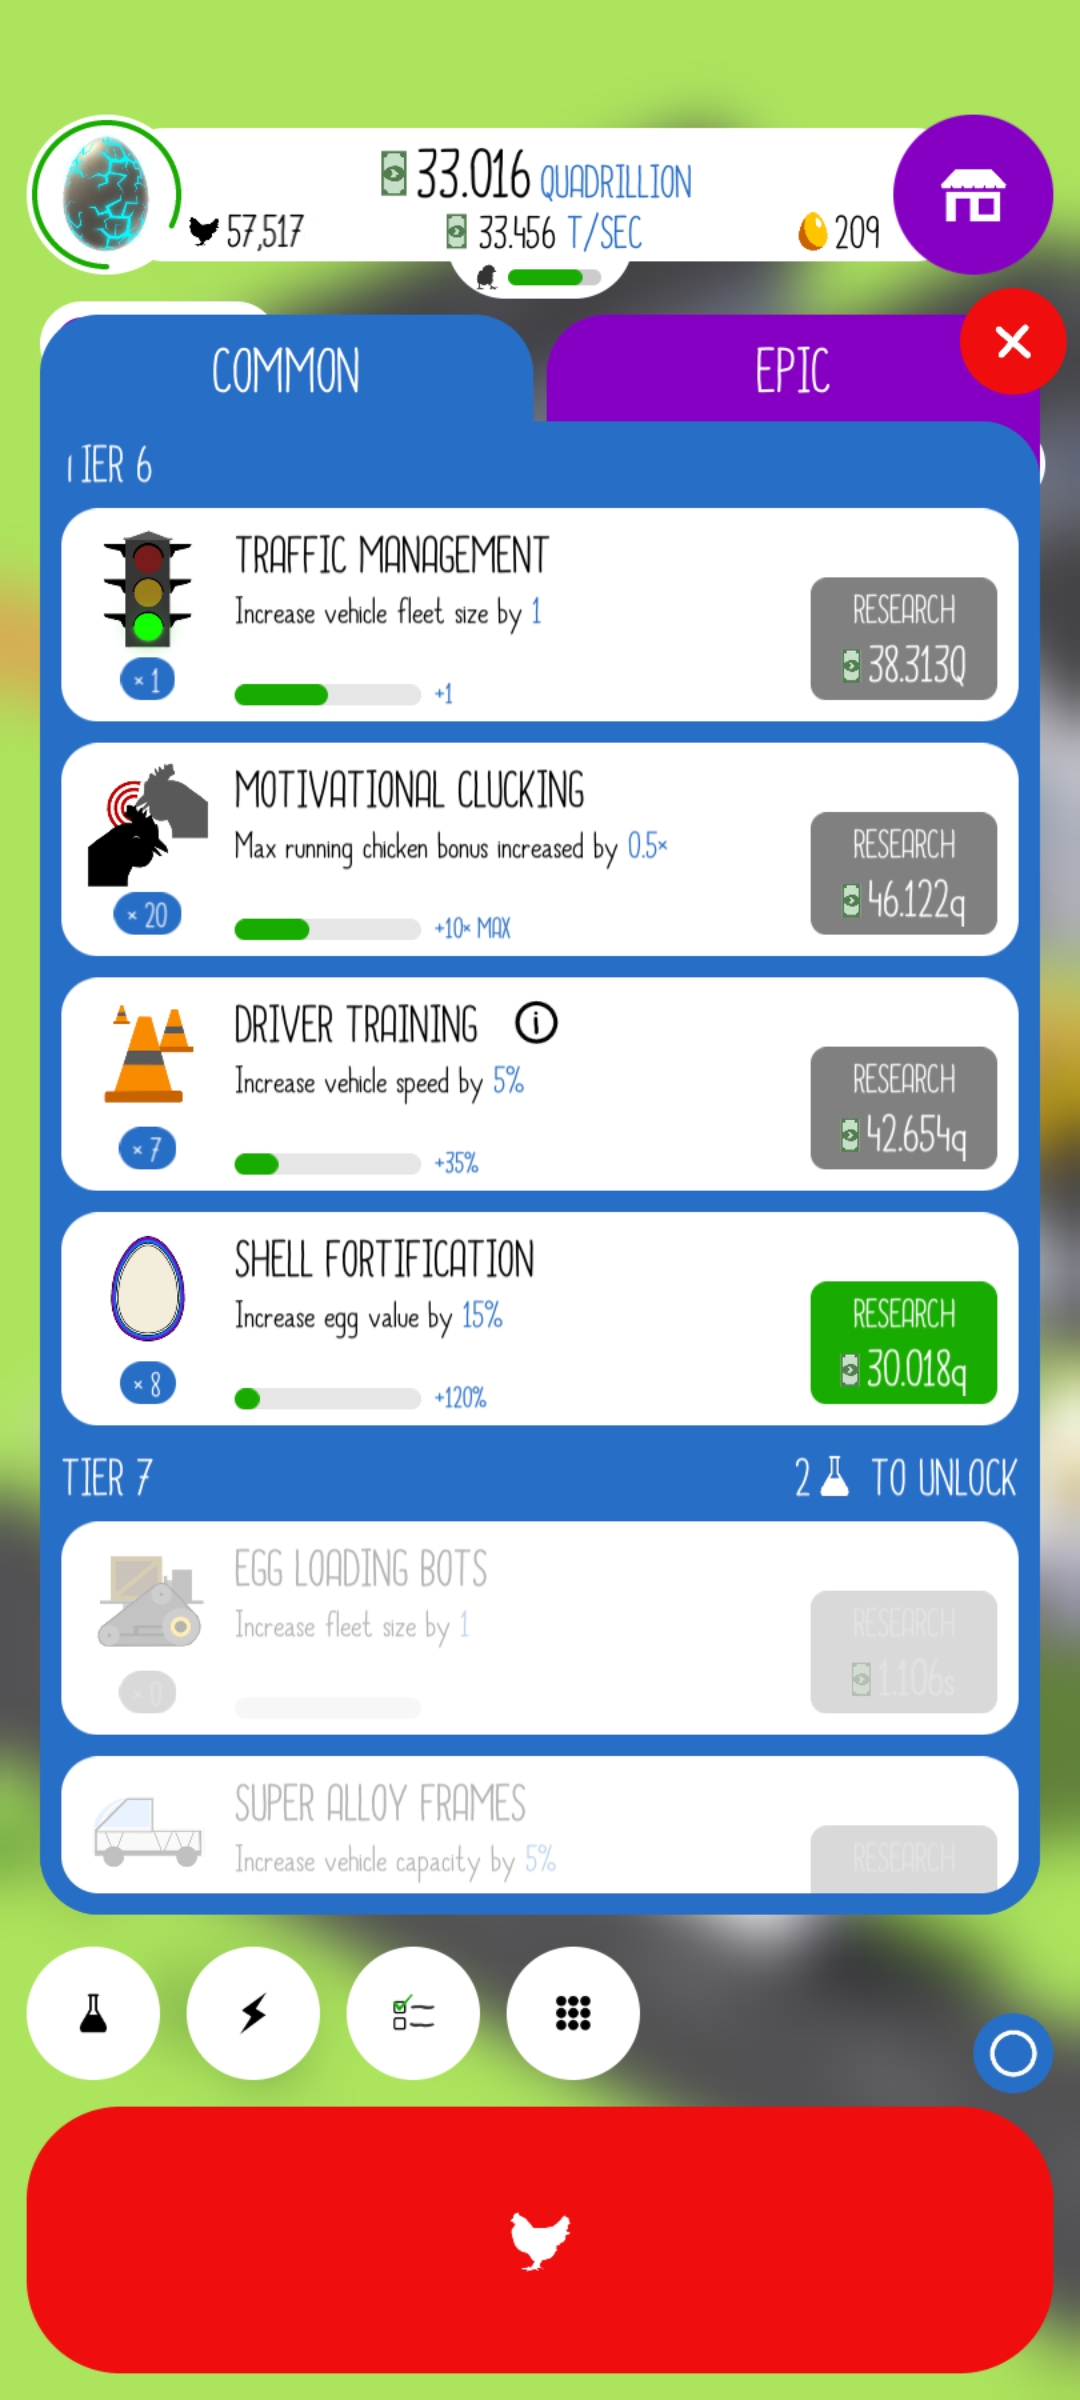 33.016 QUADRILLION
57,517
33.456 T/SEC
209
COMMON
EPIC
TIER 6
TRAFFIC MANAGEMENT
Increase vehicle fleet size by 1
× 1
+1
RESEARCH
38.313Q
MOTIVATIONAL CLUCKING
Max running chicken bonus increased by 0.5×
× 20
+10× MAX
RESEARCH
46.122q
DRIVER TRAINING
Increase vehicle speed by 5%
× 7
+35%
RESEARCH
42.654q
SHELL FORTIFICATION
Increase egg value by 15%
× 8
+120%
RESEARCH
30.018q
TIER 7
2 TO UNLOCK
EGG LOADING BOTS
Increase fleet size by 1
× 0
RESEARCH
1.106s
SUPER ALLOY FRAMES
Increase vehicle capacity by 5%
RESEARCH